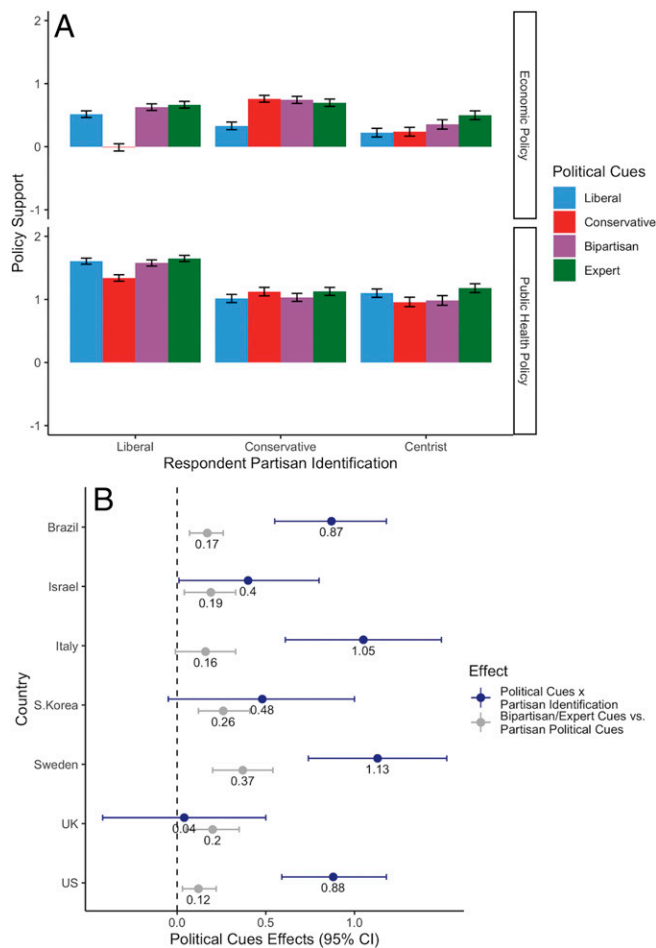 A
2
1
0
-1
Economic Policy
2
1
0
-1
Public Health Policy
Policy Support
Liberal
Conservative
Centrist
Respondent Partisan Identification
Political Cues
Liberal
Conservative
Bipartisan
Expert
B
Brazil
0.87
0.17
Israel
0.4
0.19
Italy
1.05
0.16
S.Korea
0.48
0.26
Sweden
1.13
0.37
UK
0.04
0.2
US
0.88
0.12
Country
0.0
0.5
1.0
Political Cues Effects (95% CI)
Effect
Political Cues x
Partisan Identification
Bipartisan/Expert Cues vs.
Partisan Political Cues